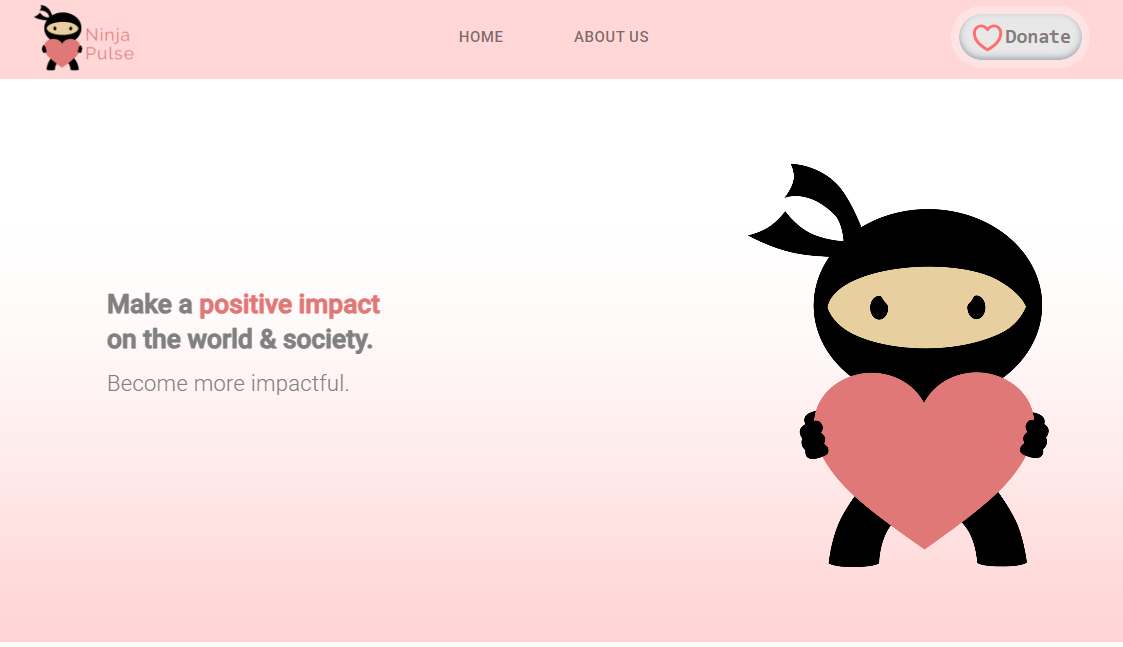 Ninja
Pulse
HOME
ABOUT US
Donate
Make a positive impact
on the world & society.
Become more impactful.